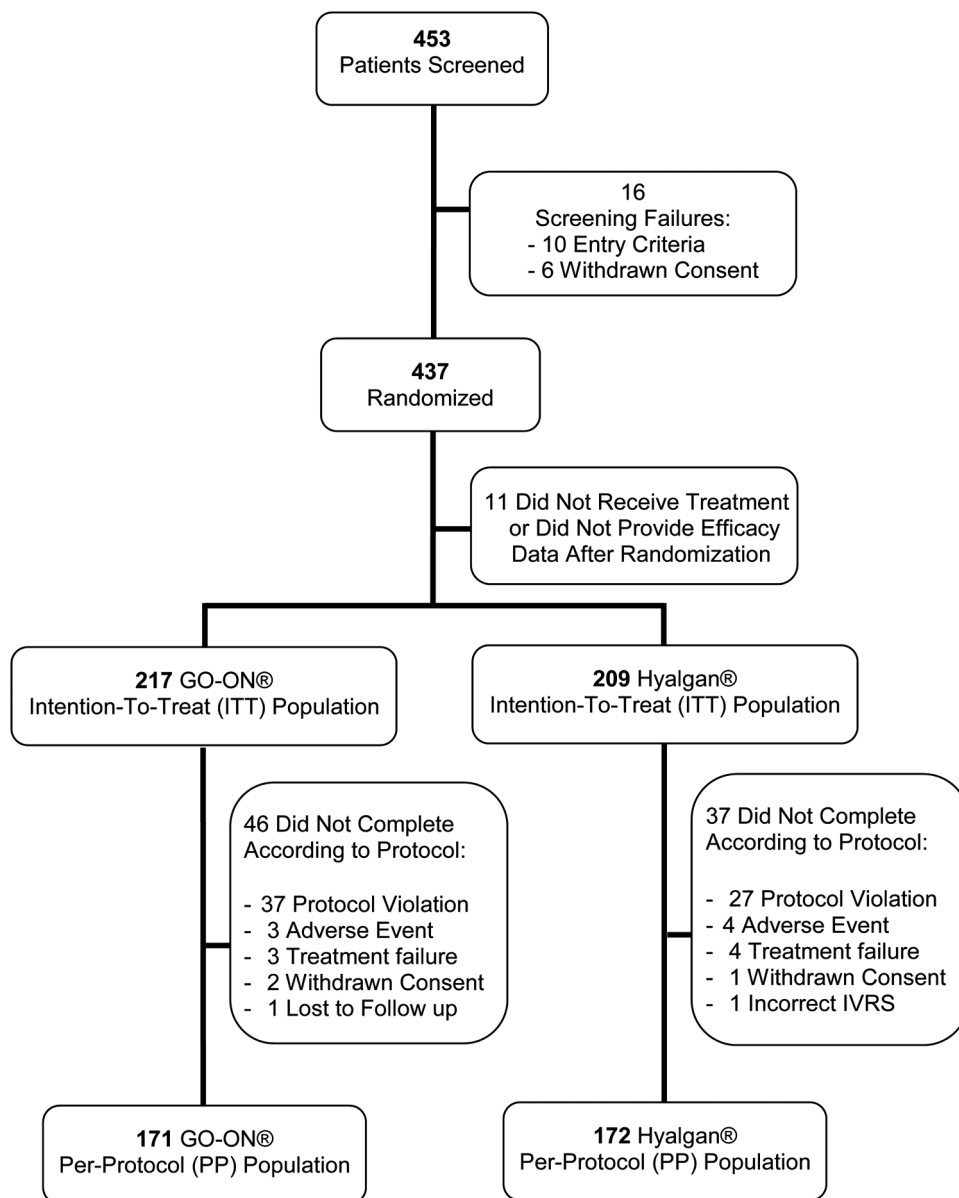 453
Patients Screened
16
Screening Failures:
- 10 Entry Criteria
- 6 Withdrawn Consent
437
Randomized
11 Did Not Receive Treatment
or Did Not Provide Efficacy
Data After Randomization
217 GO-ON®
Intention-To-Treat (ITT) Population
209 Hyalgan®
Intention-To-Treat (ITT) Population
46 Did Not Complete
According to Protocol:
- 37 Protocol Violation
- 3 Adverse Event
- 3 Treatment failure
- 2 Withdrawn Consent
- 1 Lost to Follow up
37 Did Not Complete
According to Protocol:
- 27 Protocol Violation
- 4 Adverse Event
- 4 Treatment failure
- 1 Withdrawn Consent
- 1 Incorrect IVRS
171 GO-ON®
Per-Protocol (PP) Population
172 Hyalgan®
Per-Protocol (PP) Population